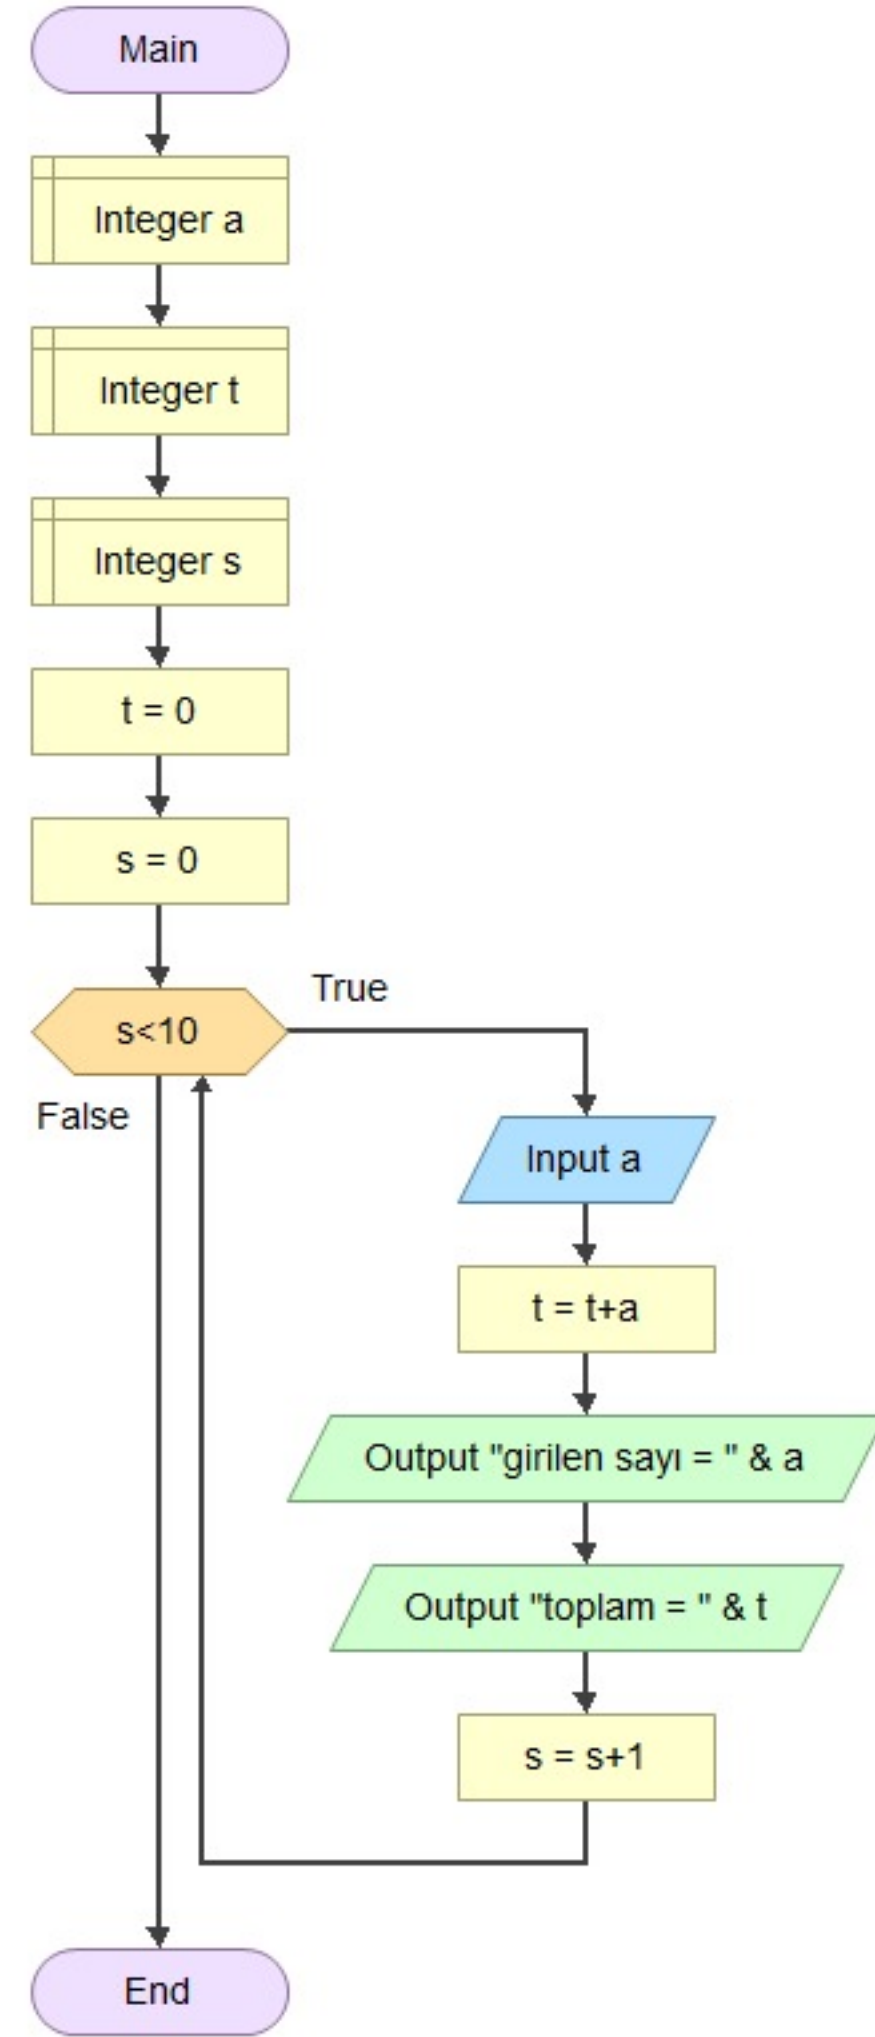 Main
Integer a
Integer t
Integer s
t = 0
s = 0
s<10
True
False
Input a
t = t+a
Output "girilen sayı = " & a
Output "toplam = " & t
s = s+1
End